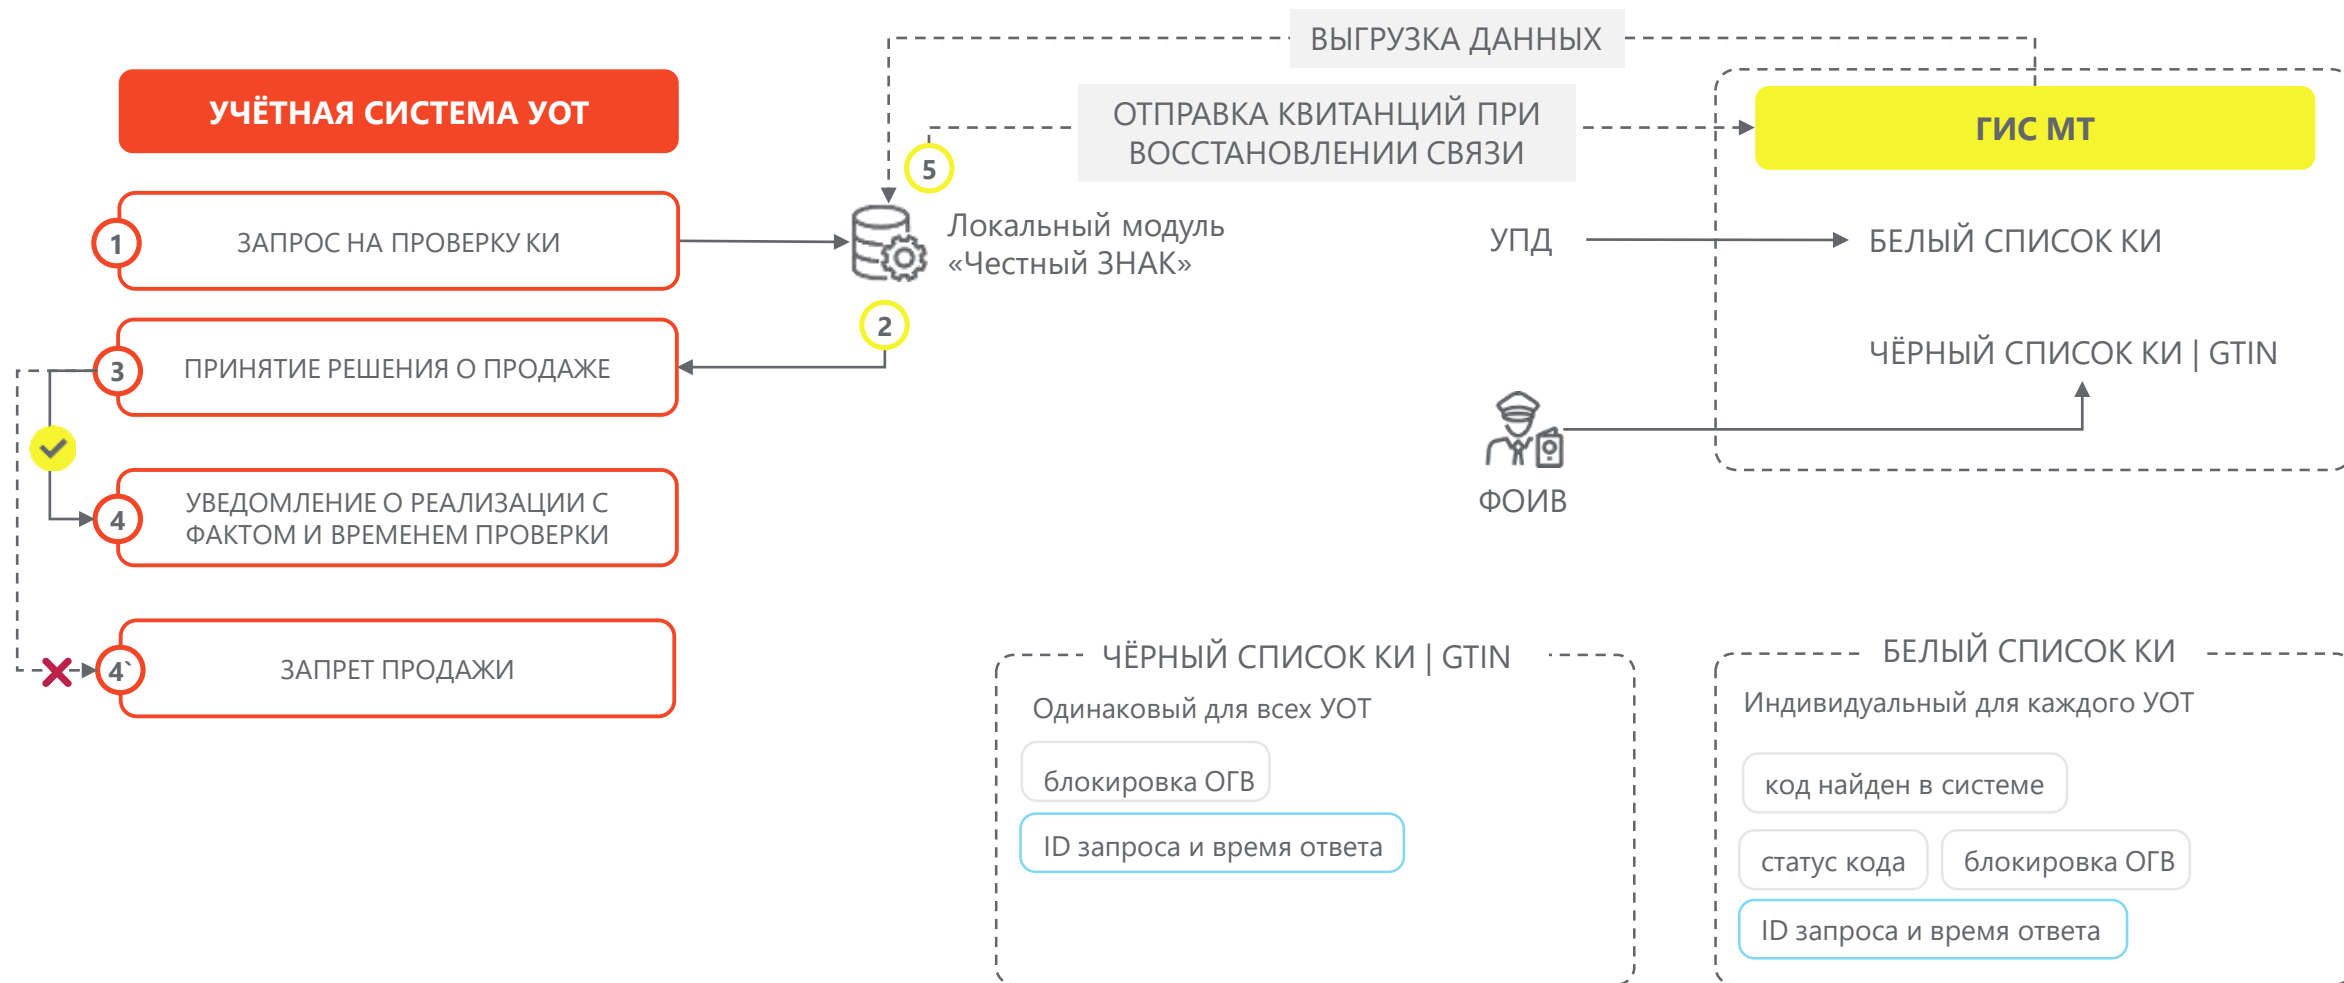 ВЫГРУЗКА ДАННЫХ
УЧЁТНАЯ СИСТЕМА УОТ
ОТПРАВКА КВИТАНЦИЙ ПРИ
ВОССТАНОВЛЕНИИ СВЯЗИ
ГИС МТ
5
1
ЗАПРОС НА ПРОВЕРКУ КИ
Локальный модуль
«Честный ЗНАК»
УПД
БЕЛЫЙ СПИСОК КИ
2
3
ПРИНЯТИЕ РЕШЕНИЯ О ПРОДАЖЕ
ЧЁРНЫЙ СПИСОК КИ | GTIN
ФОИВ
4
УВЕДОМЛЕНИЕ О РЕАЛИЗАЦИИ С
ФАКТОМ И ВРЕМЕНЕМ ПРОВЕРКИ
4`
ЗАПРЕТ ПРОДАЖИ
ЧЁРНЫЙ СПИСОК КИ | GTIN
Одинаковый для всех УОТ
блокировка ОГВ
ID запроса и время ответа
БЕЛЫЙ СПИСОК КИ
Индивидуальный для каждого УОТ
код найден в системе
статус кода
блокировка ОГВ
ID запроса и время ответа